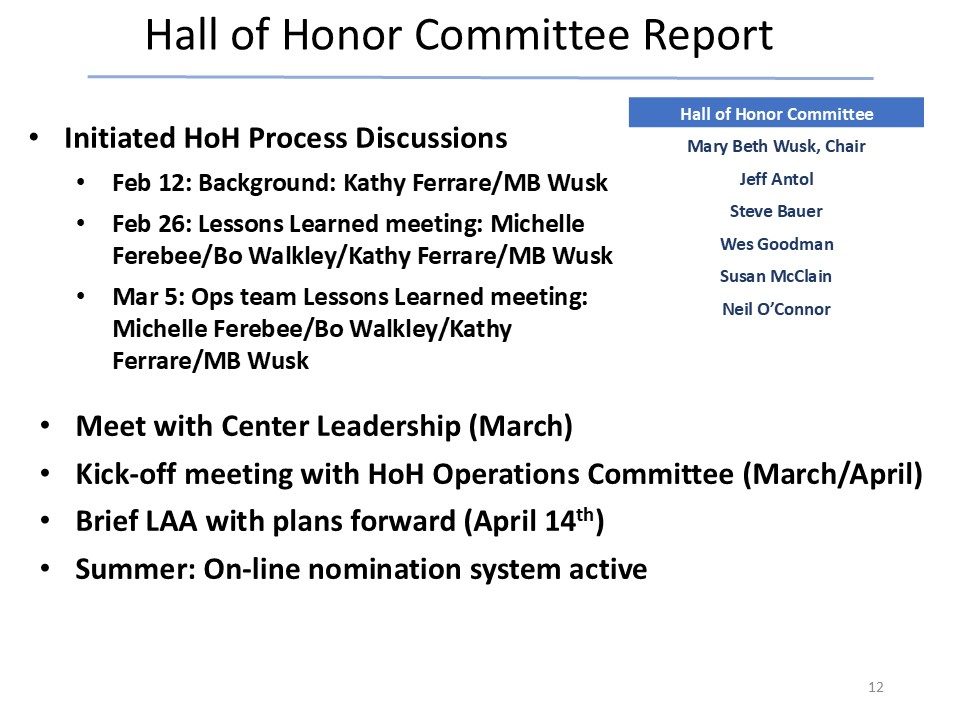 Hall of Honor Committee Report
• Initiated HoH Process Discussions
• Feb 12: Background: Kathy Ferrare/MB Wusk
• Feb 26: Lessons Learned meeting: Michelle
Ferebee/Bo Walkley/Kathy Ferrare/MB Wusk
• Mar 5: Ops team Lessons Learned meeting:
Michelle Ferebee/Bo Walkley/Kathy
Ferrare/MB Wusk
Hall of Honor Committee
Mary Beth Wusk, Chair
Jeff Antol
Steve Bauer
Wes Goodman
Susan McClain
Neil O’Connor
• Meet with Center Leadership (March)
• Kick-off meeting with HoH Operations Committee (March/April)
• Brief LAA with plans forward (April 14th)
• Summer: On-line nomination system active
12